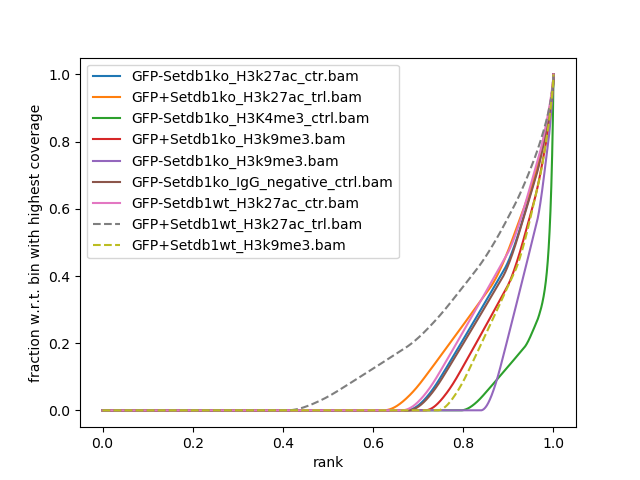 GFP-Setdb1ko_H3k27ac_ctr.bam
GFP+Setdb1ko_H3k27ac_trl.bam
GFP-Setdb1ko_H3K4me3_ctrl.bam
GFP+Setdb1ko_H3k9me3.bam
GFP-Setdb1ko_H3k9me3.bam
GFP-Setdb1ko_IgG_negative_ctrl.bam
GFP-Setdb1wt_H3k27ac_ctr.bam
GFP+Setdb1wt_H3k27ac_trl.bam
GFP+Setdb1wt_H3k9me3.bam
fraction w.r.t. bin with highest coverage
1.0
0.8
0.6
0.4
0.2
0.0
0.0 0.2 0.4 0.6 0.8 1.0
rank